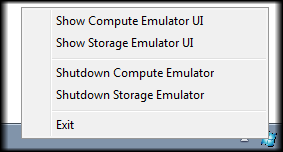 Show Compute Emulator UI
Show Storage Emulator UI
Shutdown Compute Emulator
Shutdown Storage Emulator
Exit